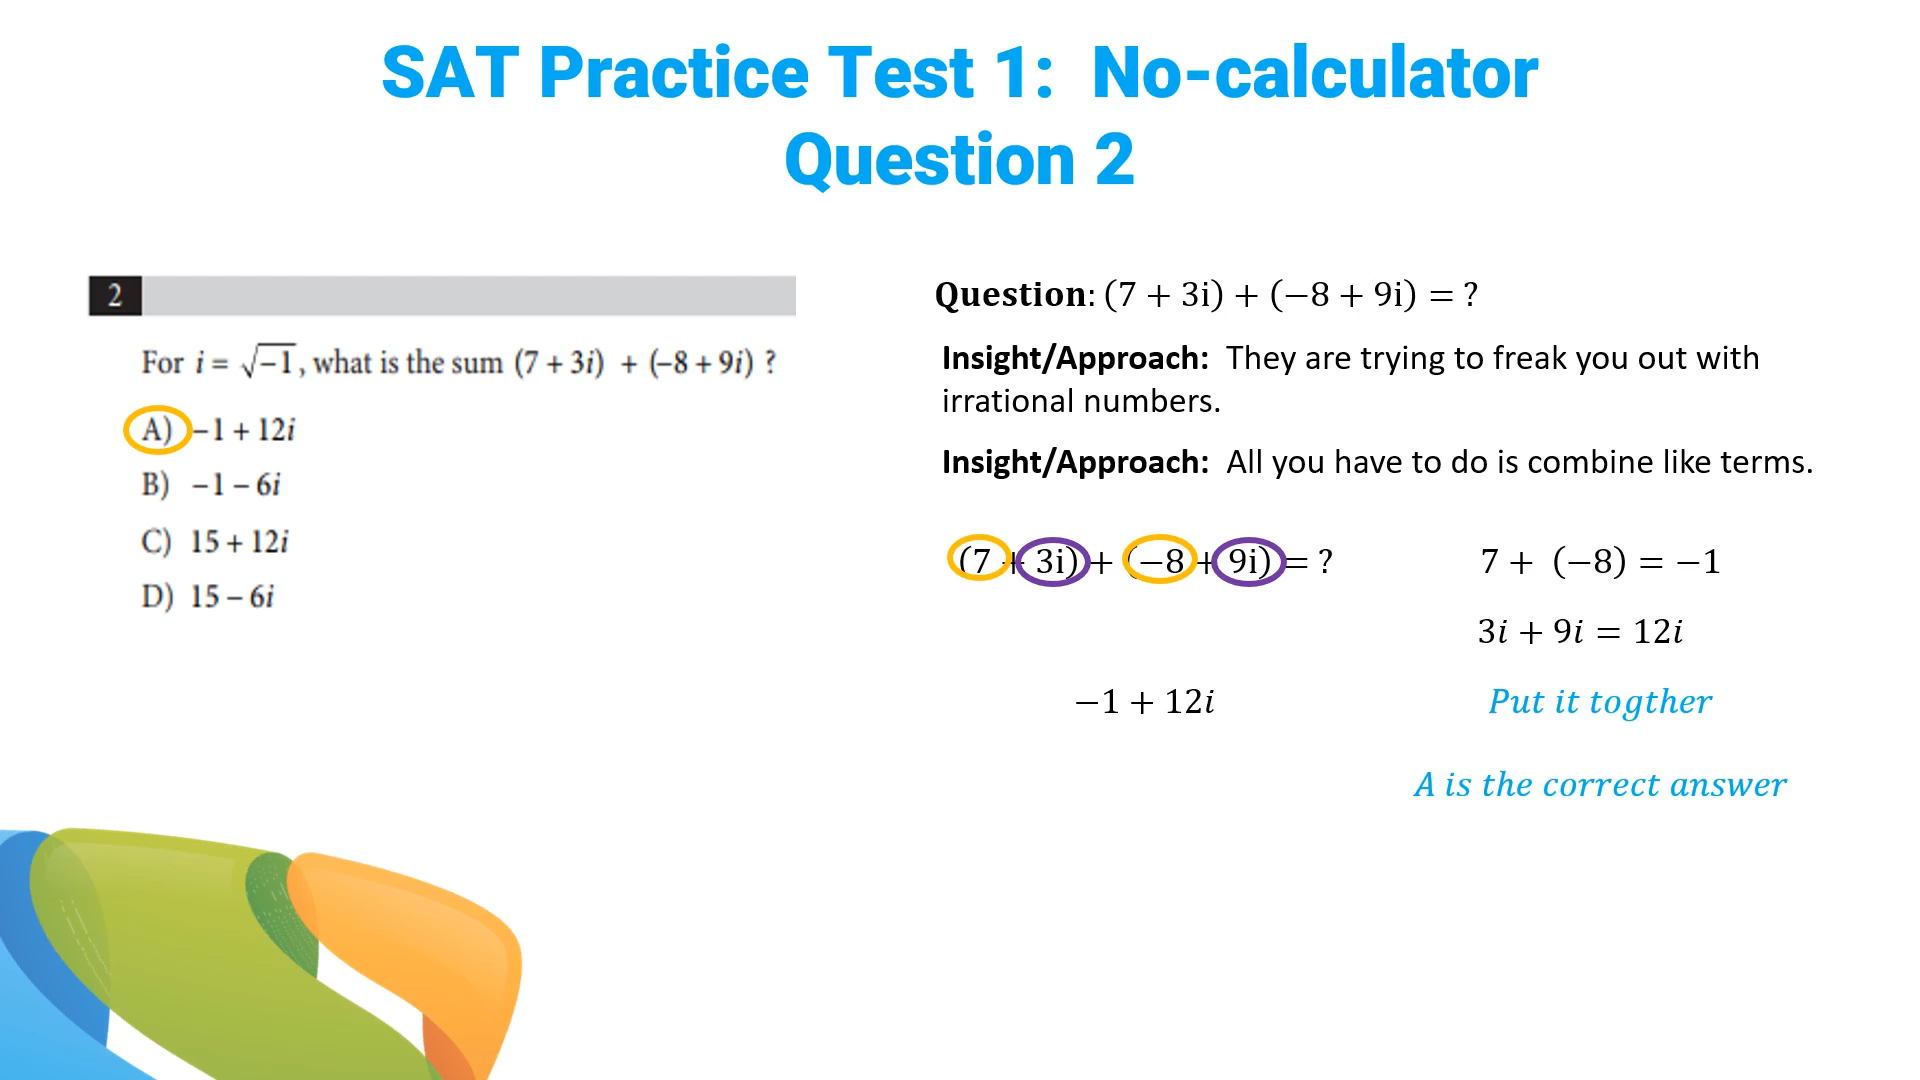 SAT Practice Test 1:  No-calculator
Question 2
2
For i = √−1, what is the sum (7 + 3i) + (–8 + 9i) ?
A) –1 + 12i
B) –1 – 6i
C) 15 + 12i
D) 15 – 6i
Question: (7 + 3i) + (−8 + 9i) = ?
Insight/Approach:  They are trying to freak you out with
irrational numbers.
Insight/Approach:  All you have to do is combine like terms.
(7 + 3i) + (−8 + 9i) = ?
7 + (−8) = −1
3i + 9i = 12i
−1 + 12i
Put it togther
A is the correct answer